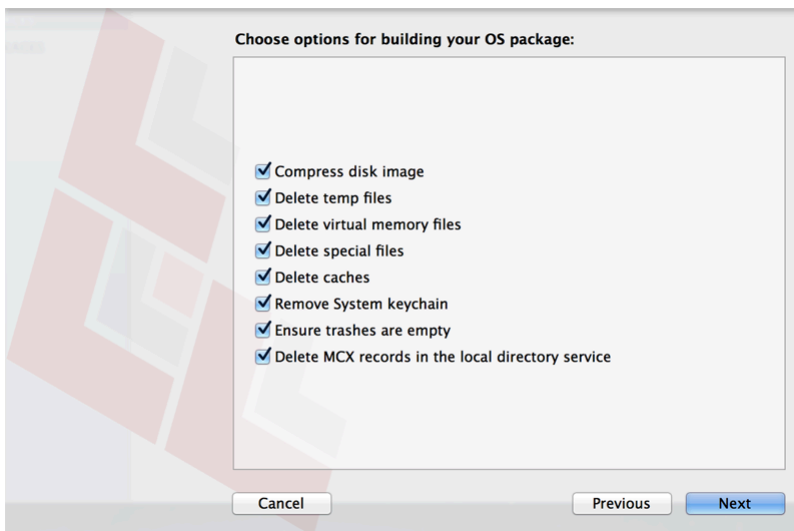 Choose options for building your OS package:
Compress disk image
Delete temp files
Delete virtual memory files
Delete special files
Delete caches
Remove System keychain
Ensure trashes are empty
Delete MCX records in the local directory service
Cancel
Previous
Next